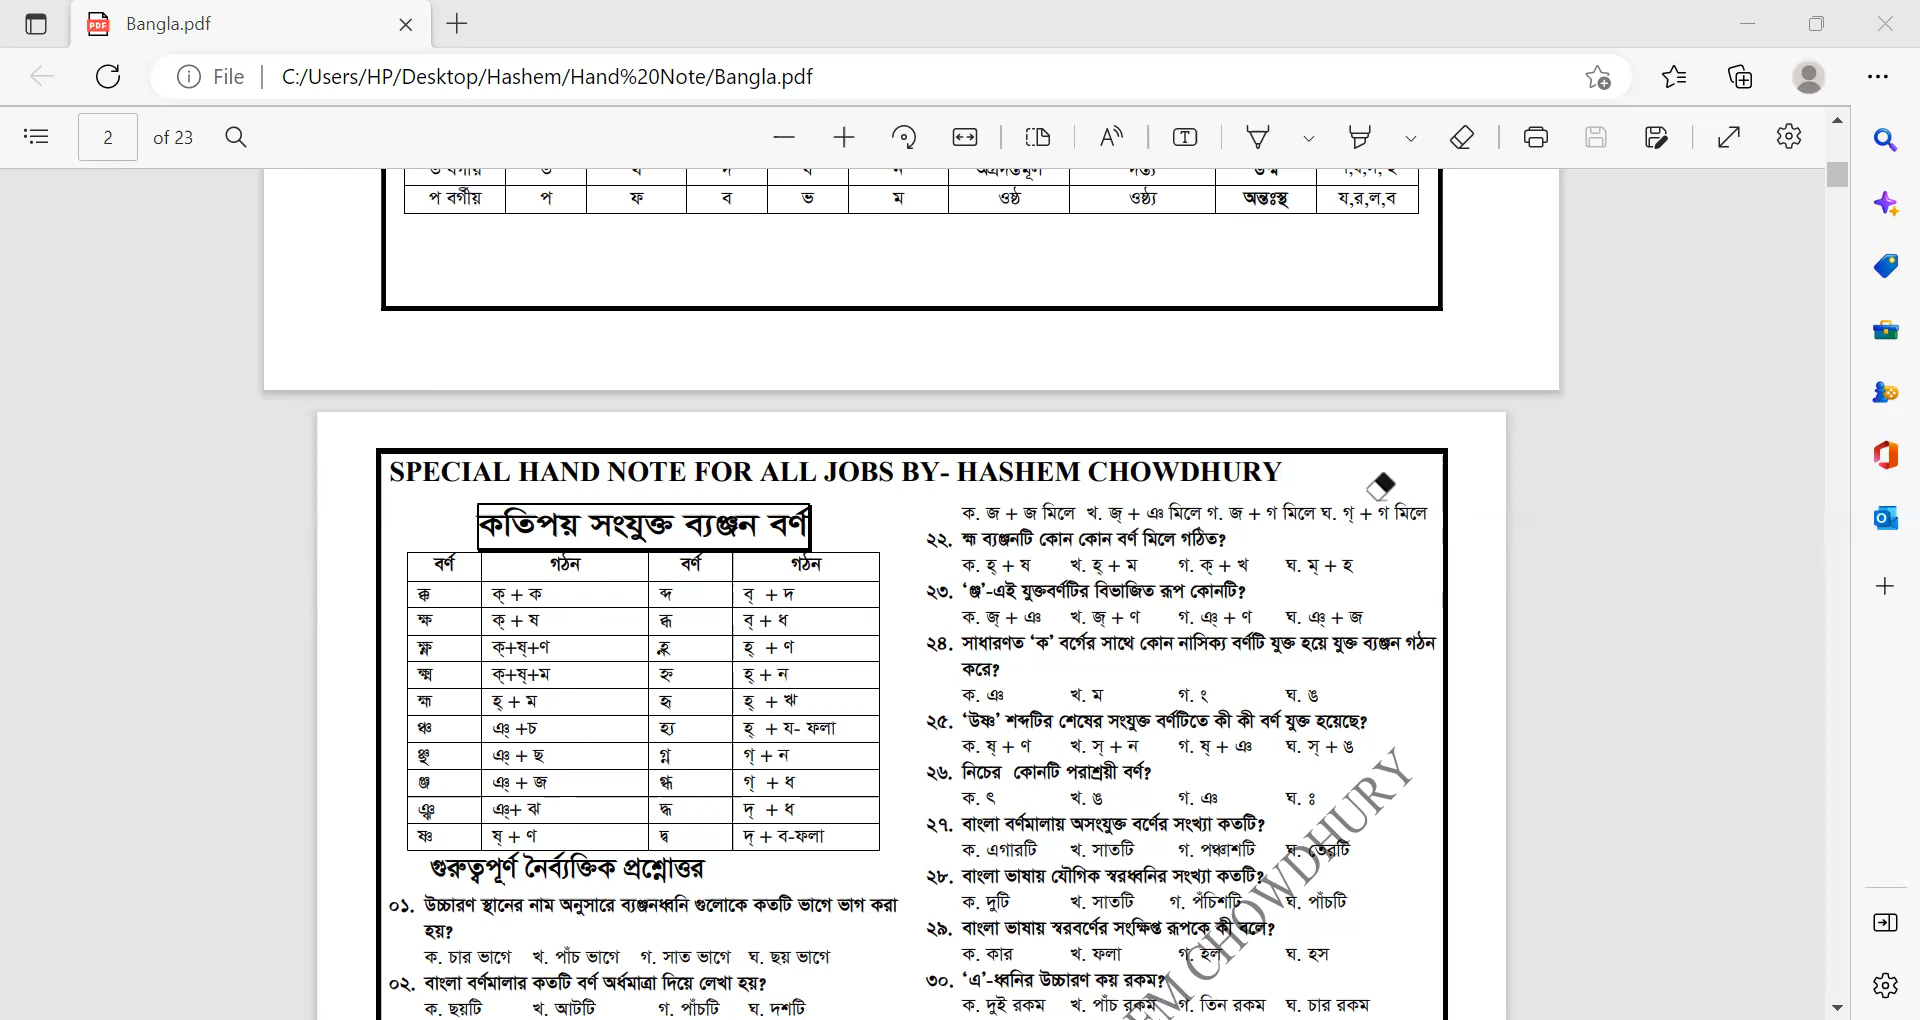 Bangla.pdf
File
C:/Users/HP/Desktop/Hashem/Hand%20Note/Bangla.pdf
2 of 23
প বর্গীয় প ফ ব ভ ম ওষ্ঠ ওষ্ঠ্য অন্তঃস্থ য,র,ল,ব
SPECIAL HAND NOTE FOR ALL JOBS BY- HASHEM CHOWDHURY
কতিপয় সংযুক্ত ব্যঞ্জন বর্ণ
বর্ণ গঠন বর্ণ গঠন
ক্ক ক্ + ক ব্দ ব্ + দ
ক্ষ ক্ + ষ ব্ধ ব্ + ধ
ক্ষ্ণ ক্+ষ্+ণ হ্ণ হ্ + ণ
ক্ষ্ম ক্+ষ্+ম হ্ন হ্ + ন
হ্ম হ্ + ম হৃ হ্ + ঋ
ঞ্চ ঞ্ +চ হ্য হ্ + য- ফলা
ঞ্ছ ঞ্ + ছ গ্ন গ্ + ন
ঞ্জ ঞ্ + জ গ্ধ গ্ + ধ
ঞ্ঝ ঞ্+ ঝ দ্ধ দ্ + ধ
ষ্ণ ষ্ + ণ দ্ব দ্ + ব-ফলা
গুরুত্বপূর্ণ নৈর্ব্যক্তিক প্রশ্নোত্তর
০১. উচ্চারণ স্থানের নাম অনুসারে ব্যঞ্জনধ্বনি গুলোকে কতটি ভাগে ভাগ করা
হয়?
ক. চার ভাগে খ. পাঁচ ভাগে গ. সাত ভাগে ঘ. ছয় ভাগে
০২. বাংলা বর্ণমালার কতটি বর্ণ অর্ধমাত্রা দিয়ে লেখা হয়?
ক. ছয়টি খ. আটটি গ. পাঁচটি ঘ. দশটি
ক. জ + জ মিলে খ. জ্ + ঞ মিলে গ. জ + গ মিলে ঘ. গ্ + গ মিলে
২২. হ্ম ব্যঞ্জনটি কোন কোন বর্ণ মিলে গঠিত?
ক. হ্ + ষ খ. হ্ + ম গ. ক্ + খ ঘ. ম্ + হ
২৩. ‘ঞ্জ’-এই যুক্তবর্ণটির বিভাজিত রূপ কোনটি?
ক. জ্ + ঞ খ. জ্ + ণ গ. ঞ্ + ণ ঘ. ঞ্ + জ
২৪. সাধারণত ‘ক’ বর্গের সাথে কোন নাসিক্য বর্ণটি যুক্ত হয়ে যুক্ত ব্যঞ্জন গঠন
করে?
ক. ঞ খ. ম গ. ং ঘ. ঙ
২৫. ‘উষ্ণ’ শব্দটির শেষের সংযুক্ত বর্ণটিতে কী কী বর্ণ যুক্ত হয়েছে?
ক. ষ্ + ণ খ. স্ + ন গ. ষ্ + ঞ ঘ. স্ + ঙ
২৬. নিচের কোনটি পরাশ্রয়ী বর্ণ?
ক. ৎ খ. ঙ গ. ঞ ঘ. ঃ
২৭. বাংলা বর্ণমালায় অসংযুক্ত বর্ণের সংখ্যা কতটি?
ক. এগারটি খ. সাতটি গ. পঞ্চাশটি ঘ. তেরটি
২৮. বাংলা ভাষায় যৌগিক স্বরধ্বনির সংখ্যা কতটি?
ক. দুটি খ. সাতটি গ. পঁচিশটি ঘ. পাঁচটি
২৯. বাংলা ভাষায় স্বরবর্ণের সংক্ষিপ্ত রূপকে কী বলে?
ক. কার খ. ফলা গ. হল ঘ. হস
৩০. ‘এ’-ধ্বনির উচ্চারণ কয় রকম?
ক. দুই রকম খ. পাঁচ রকম গ. তিন রকম ঘ. চার রকম
EM CHOWDHURY